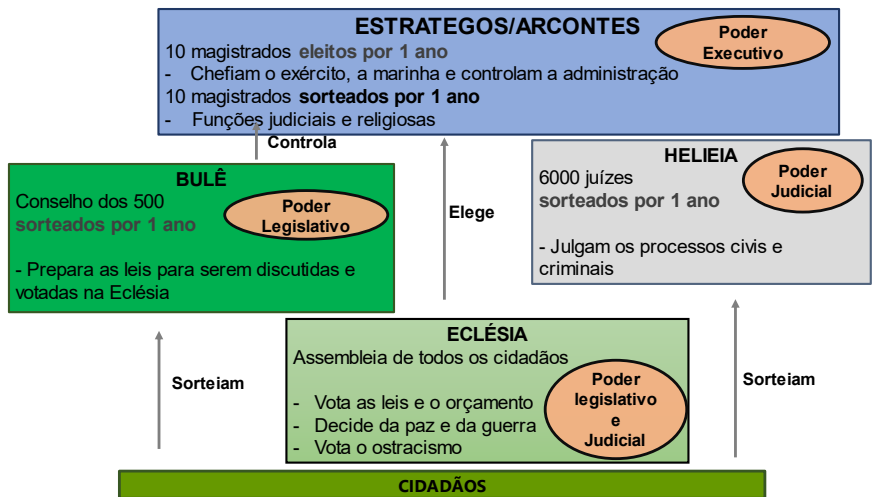 ESTRATEGOS/ARCONTES
10 magistrados eleitos por 1 ano
- Chefiam o exército, a marinha e controlam a administração
10 magistrados sorteados por 1 ano
- Funções judiciais e religiosas
Poder
Executivo
Controla
BULÊ
Conselho dos 500
sorteados por 1 ano
- Prepara as leis para serem discutidas e
votadas na Eclésia
Poder
Legislativo
Elege
HELIEIA
6000 juízes
sorteados por 1 ano
- Julgam os processos civis e
criminais
Poder
Judicial
Sorteiam
ECLÉSIA
Assembleia de todos os cidadãos
- Vota as leis e o orçamento
- Decide da paz e da guerra
- Vota o ostracismo
Poder
legislativo
e
Judicial
Sorteiam
CIDADÃOS